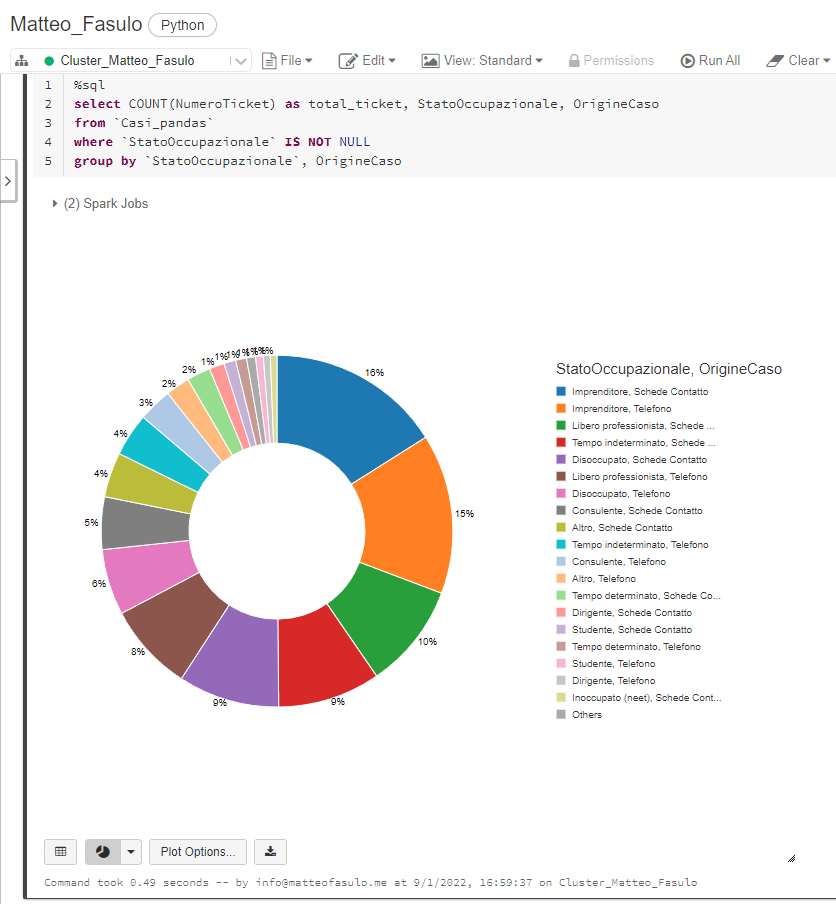 Matteo_Fasulo Python
Cluster_Matteo_Fasulo File Edit View: Standard Permissions Run All Clear
1 %sql
2 select COUNT(NumeroTicket) as total_ticket, StatoOccupazionale, OrigineCaso
3 from `Casi_pandas`
4 where `StatoOccupazionale` IS NOT NULL
5 group by `StatoOccupazionale`, OrigineCaso
(2) Spark Jobs
16%
15%
10%
9%
9%
8%
6%
5%
4%
4%
3%
2%
2%
1%
1%
1%
1%
1%
StatoOccupazionale, OrigineCaso
Imprenditore, Schede Contatto
Imprenditore, Telefono
Libero professionista, Schede ...
Tempo indeterminato, Schede ...
Disoccupato, Schede Contatto
Libero professionista, Telefono
Disoccupato, Telefono
Consulente, Schede Contatto
Altro, Schede Contatto
Tempo indeterminato, Telefono
Consulente, Telefono
Altro, Telefono
Tempo determinato, Schede Co...
Dirigente, Schede Contatto
Studente, Schede Contatto
Tempo determinato, Telefono
Studente, Telefono
Dirigente, Telefono
Inoccupato (neet), Schede Cont...
Others
Plot Options...
Command took 0.49 seconds -- by info@matteofasulo.me at 9/1/2022, 16:59:37 on Cluster_Matteo_Fasulo